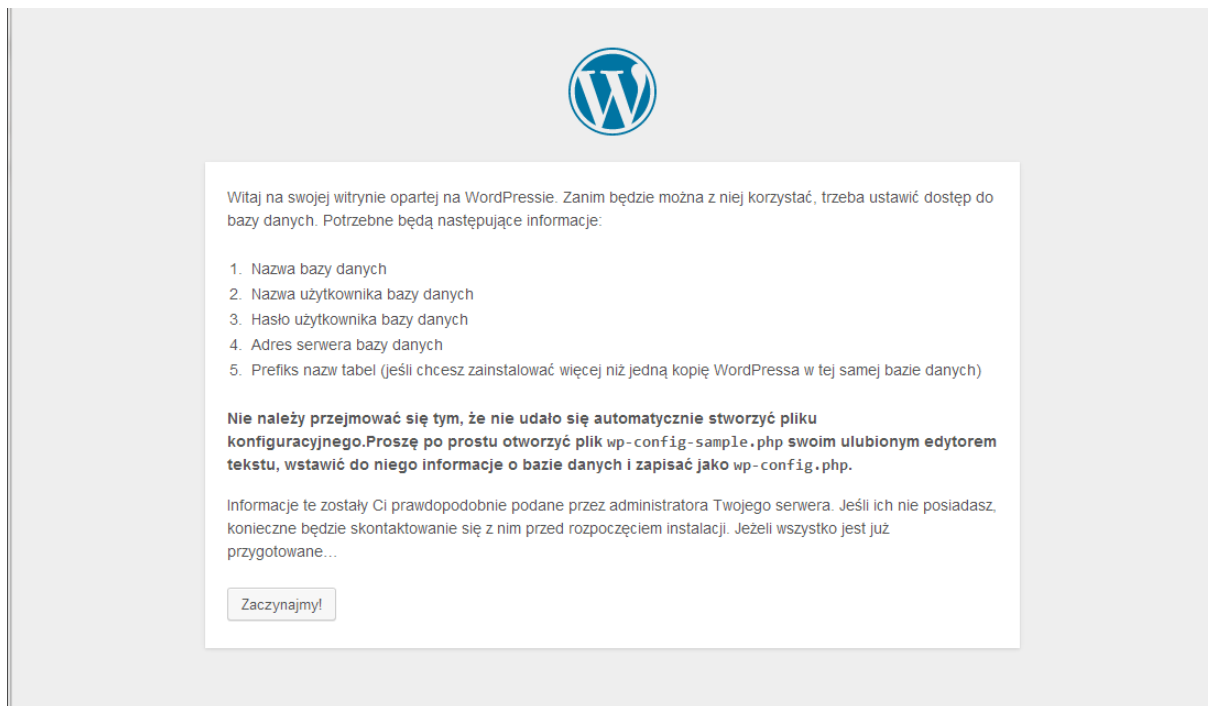 Witaj na swojej witrynie opartej na WordPressie. Zanim będzie można z niej korzystać, trzeba ustawić dostęp do
bazy danych. Potrzebne będą następujące informacje:
1. Nazwa bazy danych
2. Nazwa użytkownika bazy danych
3. Hasło użytkownika bazy danych
4. Adres serwera bazy danych
5. Prefiks nazw tabel (jeśli chcesz zainstalować więcej niż jedną kopię WordPressa w tej samej bazie danych)
Nie należy przejmować się tym, że nie udało się automatycznie stworzyć pliku
konfiguracyjnego.Proszę po prostu otworzyć plik wp-config-sample.php swoim ulubionym edytorem
tekstu, wstawić do niego informacje o bazie danych i zapisać jako wp-config.php.
Informacje te zostały Ci prawdopodobnie podane przez administratora Twojego serwera. Jeśli ich nie posiadasz,
konieczne będzie skontaktowanie się z nim przed rozpoczęciem instalacji. Jeżeli wszystko jest już
przygotowane…
Zaczynajmy!